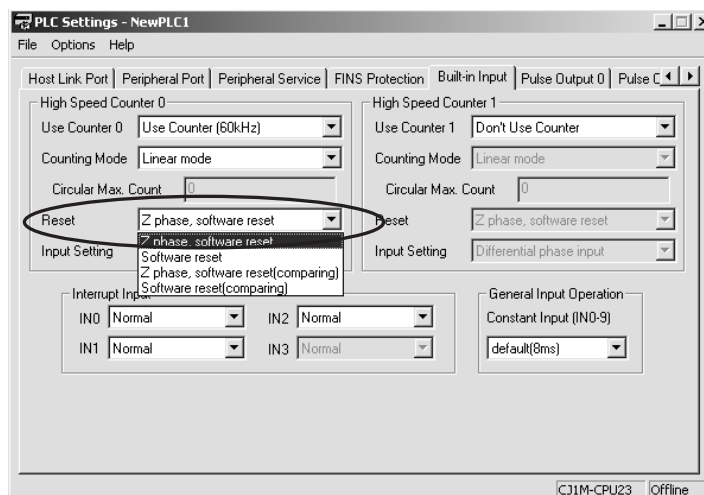 PLC Settings - NewPLC1
File Options Help
Host Link Port Peripheral Port Peripheral Service FINS Protection Built-in Input Pulse Output 0
High Speed Counter 0
Use Counter 0 Use Counter (60kHz)
Counting Mode Linear mode
Circular Max. Count 0
Reset Z phase, software reset
Z phase, software reset
Software reset
Z phase, software reset(comparing)
Software reset(comparing)
Input Setting
High Speed Counter 1
Use Counter 1 Don't Use Counter
Counting Mode Linear mode
Circular Max. Count 0
Reset Z phase, software reset
Input Setting Differential phase input
Interrupt Input
IN0 Normal IN2 Normal
IN1 Normal IN3 Normal
General Input Operation
Constant Input (IN0-9)
default(8ms)
CJ1M-CPU23 Offline